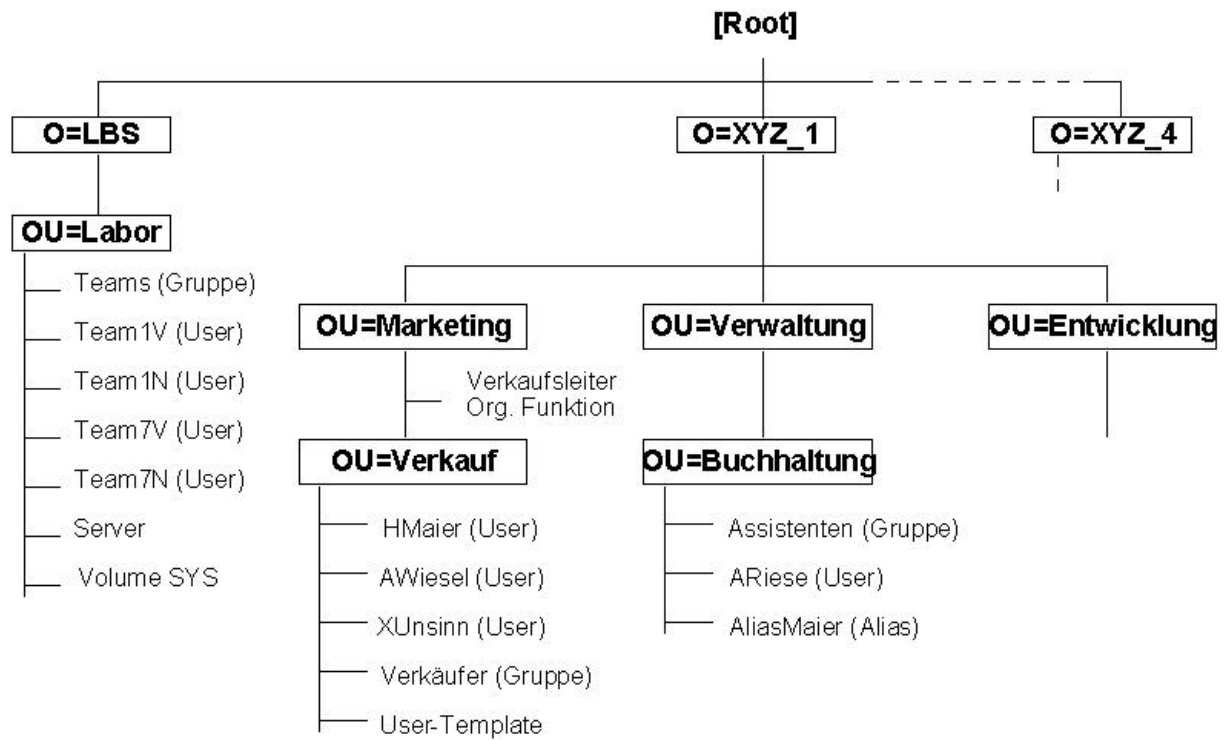 [Root]
O=LBS
O=XYZ_1
O=XYZ_4
OU=Labor
Teams (Gruppe)
Team1V (User)
Team1N (User)
Team7V (User)
Team7N (User)
Server
Volume SYS
OU=Marketing
Verkaufsleiter
Org. Funktion
OU=Verkauf
HMaier (User)
AWiesel (User)
XUnsinn (User)
Verkäufer (Gruppe)
User-Template
OU=Verwaltung
OU=Buchhaltung
Assistenten (Gruppe)
ARiese (User)
AliasMaier (Alias)
OU=Entwicklung